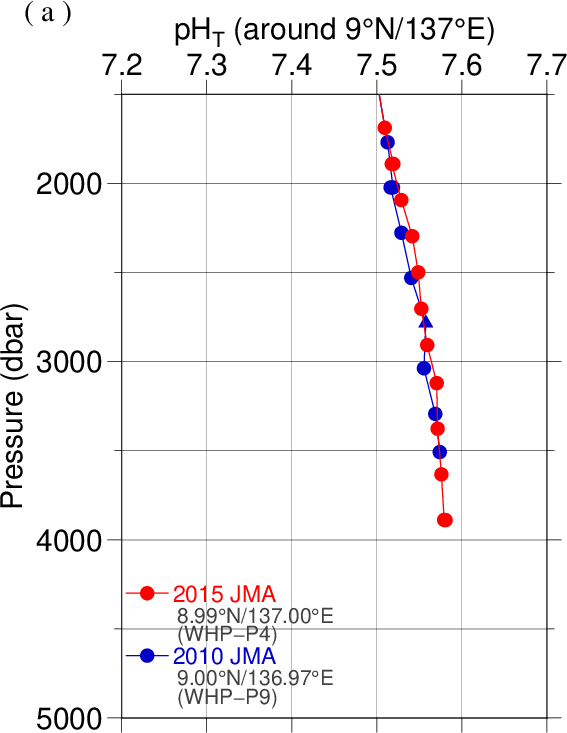 ( a )
pH_T (around 9°N/137°E)
7.2 7.3 7.4 7.5 7.6 7.7
Pressure (dbar)
2000
3000
4000
5000
2015 JMA
8.99°N/137.00°E
(WHP−P4)
2010 JMA
9.00°N/136.97°E
(WHP−P9)